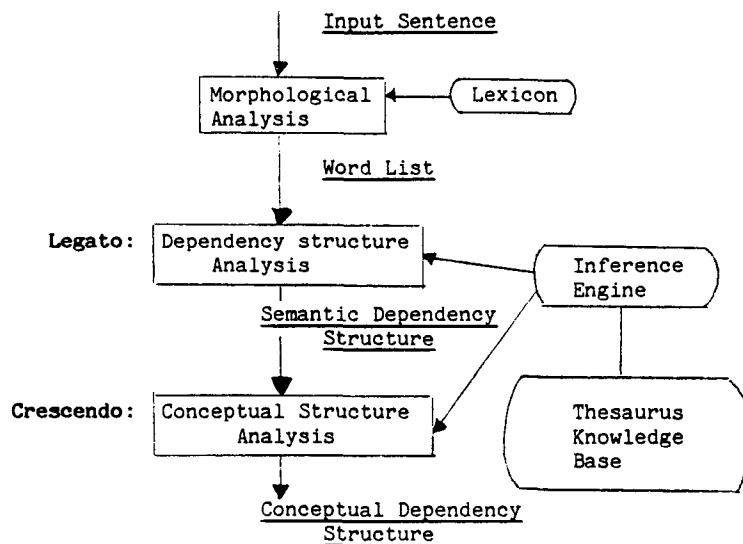 Input Sentence
Morphological
Analysis
Lexicon
Word List
Legato:
Dependency structure
Analysis
Inference
Engine
Semantic Dependency
Structure
Crescendo:
Conceptual Structure
Analysis
Thesaurus
Knowledge
Base
Conceptual Dependency
Structure